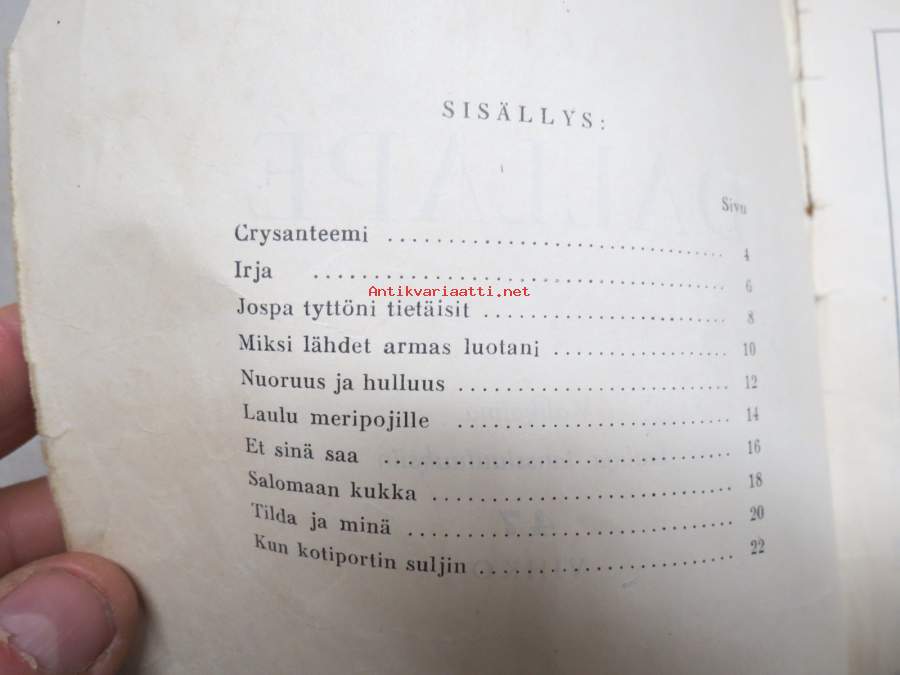 SISÄLLYS:
Sivu
Crysanteemi ........................................ 4
Irja ........................................ 6
Antikvariaatti.net
Jospa tyttöni tietäisit ........................ 8
Miksi lähdet armas luotani ............... 10
Nuoruus ja hulluus ........................... 12
Laulu meripojille .............................. 14
Et sinä saa .................................... 16
Salomaan kukka .............................. 18
Tilda ja minä ................................. 20
Kun kotiportin suljin ........................ 22